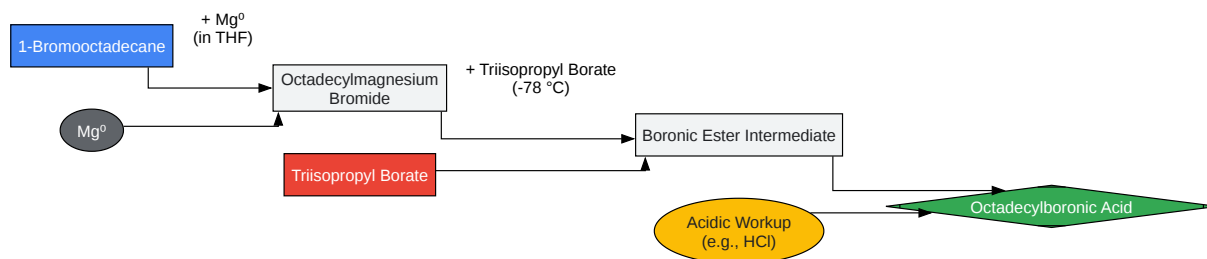 1-Bromooctadecane
+ Mg⁰
(in THF)
Octadecylmagnesium
Bromide
+ Triisopropyl Borate
(-78 °C)
Mg⁰
Boronic Ester Intermediate
Triisopropyl Borate
Octadecylboronic Acid
Acidic Workup
(e.g., HCl)